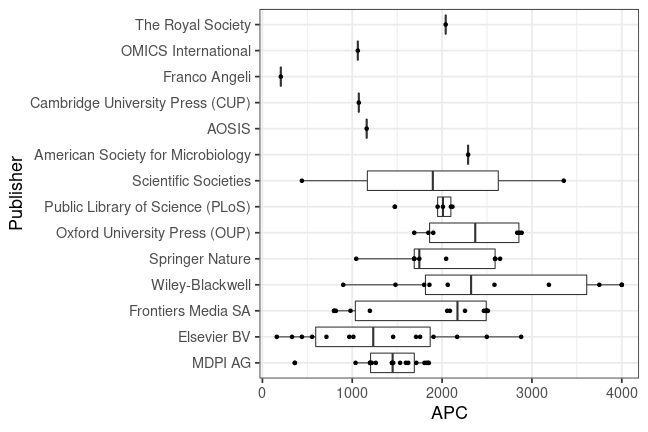 The Royal Society
OMICS International
Franco Angeli
Cambridge University Press (CUP)
AOSIS
American Society for Microbiology
Scientific Societies
Public Library of Science (PLoS)
Oxford University Press (OUP)
Springer Nature
Wiley-Blackwell
Frontiers Media SA
Elsevier BV
MDPI AG
Publisher
0 1000 2000 3000 4000
APC